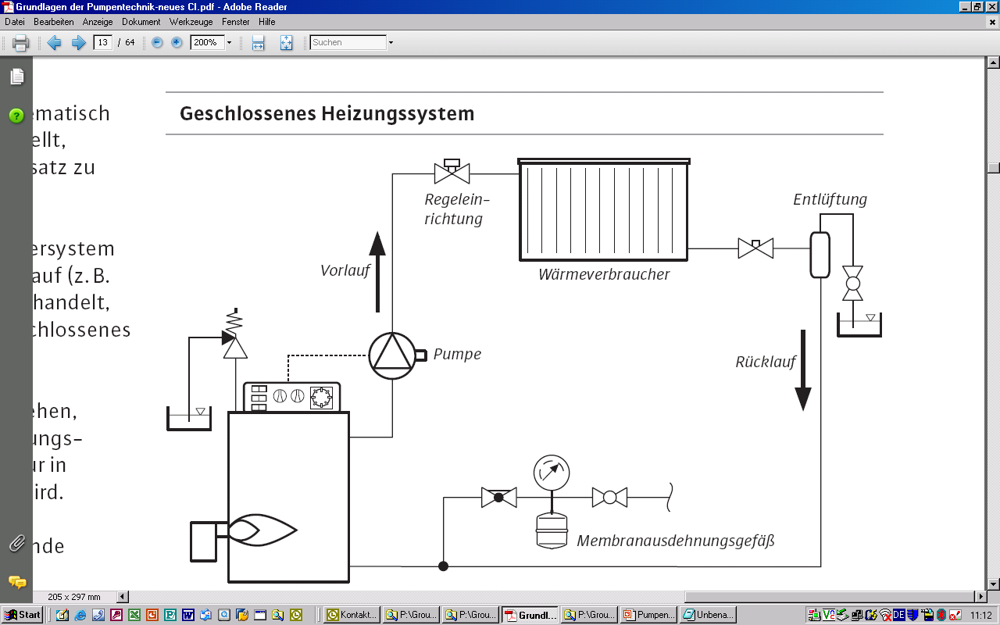 Grundlagen der Pumpentechnik-neues CI.pdf - Adobe Reader
Datei Bearbeiten Anzeige Dokument Werkzeuge Fenster Hilfe
13 / 64 200% Suchen
ematisch
ellt,
satz zu
ersystem
auf (z. B.
handelt,
chlossenes
ehen,
ungs-
ur in
ird.
nde
Geschlossenes Heizungssystem
Regelein-
richtung
Entlüftung
Vorlauf
Wärmeverbraucher
Pumpe
Rücklauf
Membranausdehnungsgefäß
205 x 297 mm
Start Kontakt... P:\Grou... P:\Grou... Grundl... P:\Grou... Pumpen... Unbena... DE 11:12